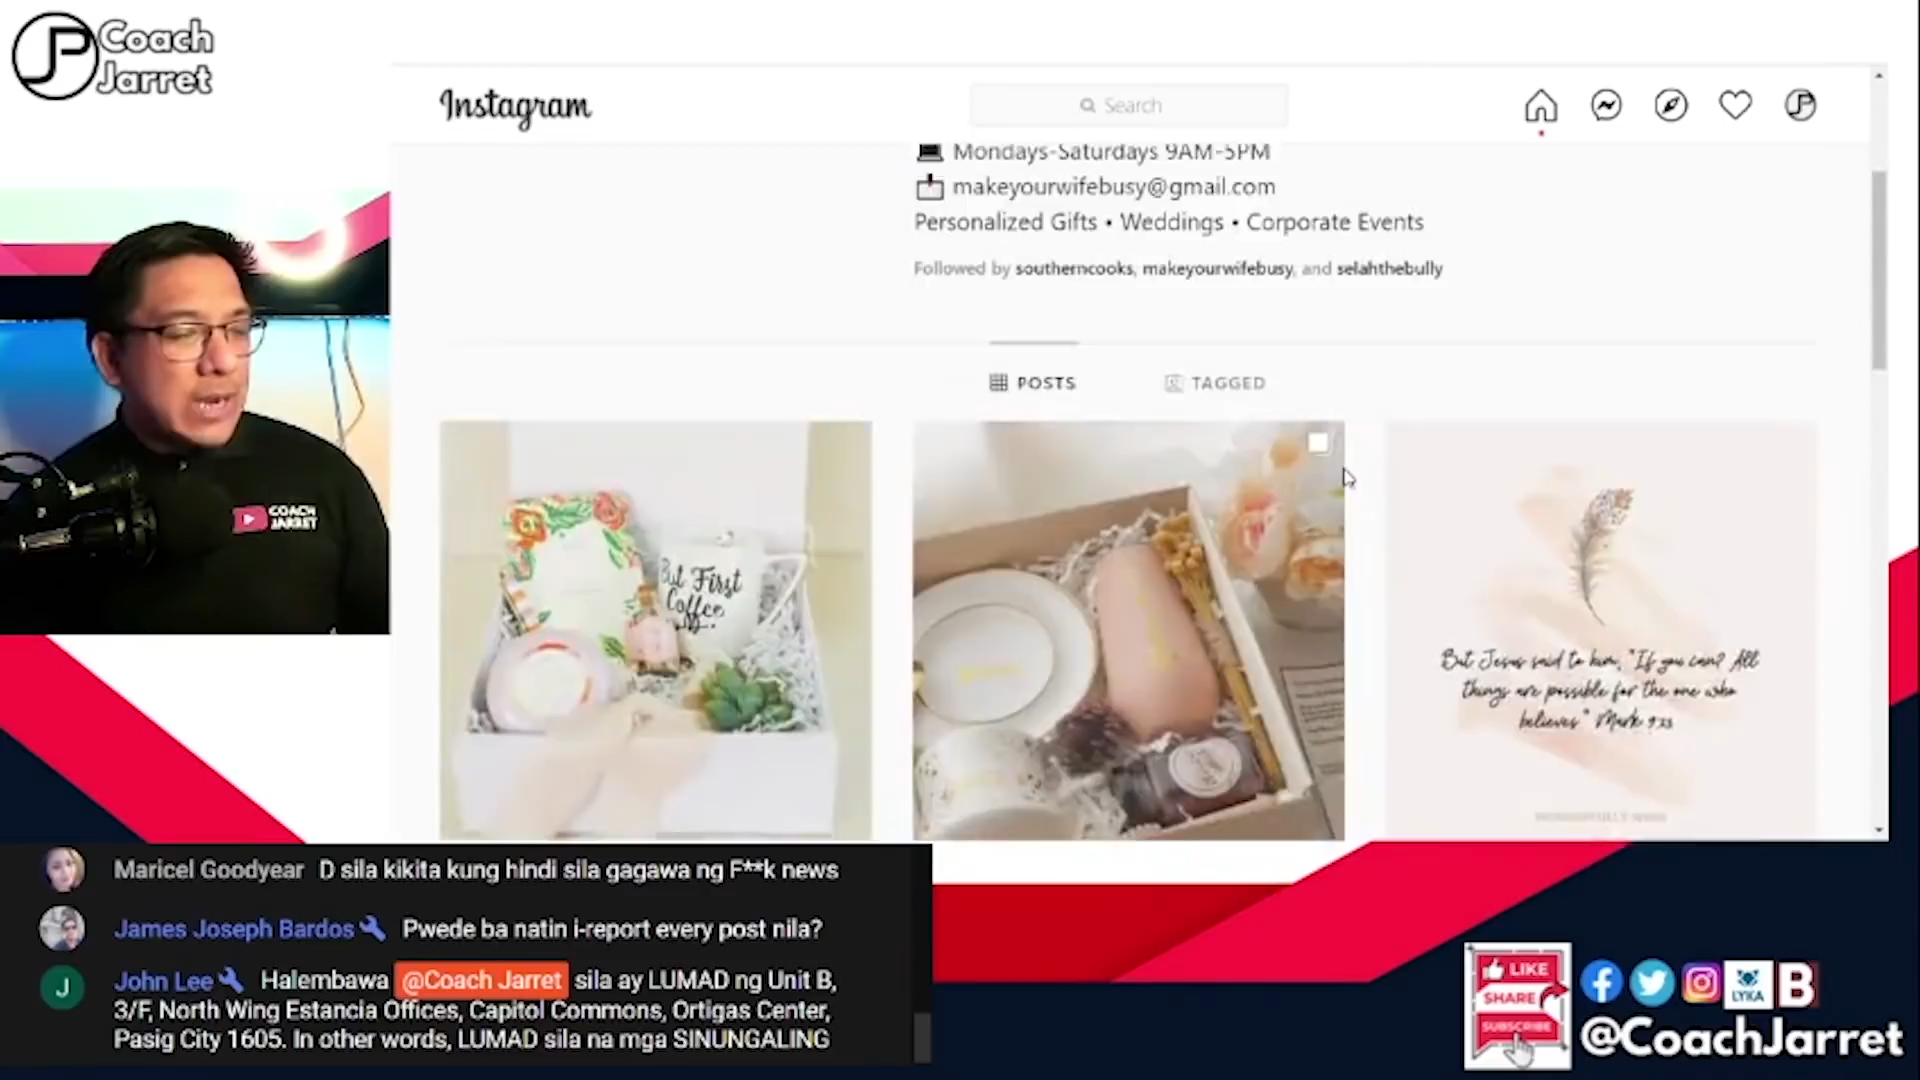 Coach
Jarret
Instagram
Search
Mondays-Saturdays 9AM-5PM
makeyourwifebusy@gmail.com
Personalized Gifts • Weddings • Corporate Events
Followed by southerncooks, makeyourwifebusy, and selahthebully
POSTS
TAGGED
COACH
JARRET
But First
Coffee
But Jesus said to him, "If you can? All
things are possible for the one who
believes" Mark 9:23
Maricel Goodyear D sila kikita kung hindi sila gagawa ng F**k news
James Joseph Bardos Pwede ba natin i-report every post nila?
J
John Lee Halembawa @Coach Jarret sila ay LUMAD ng Unit B,
3/F, North Wing Estancia Offices, Capitol Commons, Ortigas Center,
Pasig City 1605. In other words, LUMAD sila na mga SINUNGALING
LIKE
SHARE
SUBSCRIBE
LYKA
B
@CoachJarret